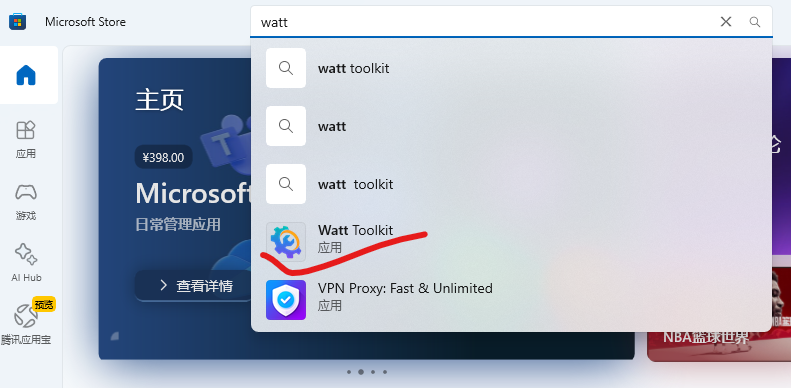 Microsoft Store
watt
主页
应用
游戏
AI Hub
预览
腾讯应用宝
主页
¥398.00
Microsoft
日常管理应用
查看详情
watt toolkit
watt
watt  toolkit
Watt Toolkit
应用
VPN Proxy: Fast & Unlimited
应用
NBA篮球世界